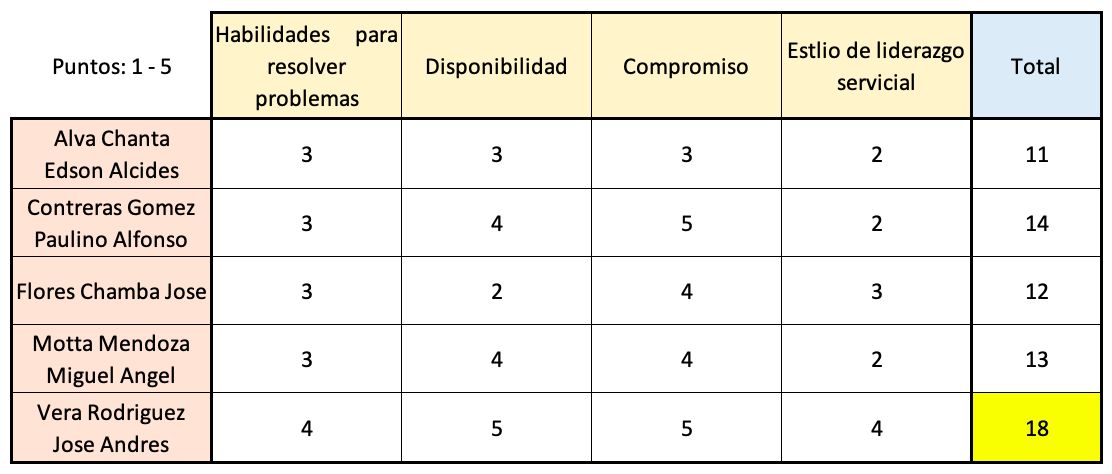 Puntos: 1 - 5
Habilidades para
resolver
problemas
Disponibilidad
Compromiso
Estlio de liderazgo
servicial
Total
Alva Chanta
Edson Alcides
3
3
3
2
11
Contreras Gomez
Paulino Alfonso
3
4
5
2
14
Flores Chamba Jose
3
2
4
3
12
Motta Mendoza
Miguel Angel
3
4
4
2
13
Vera Rodriguez
Jose Andres
4
5
5
4
18